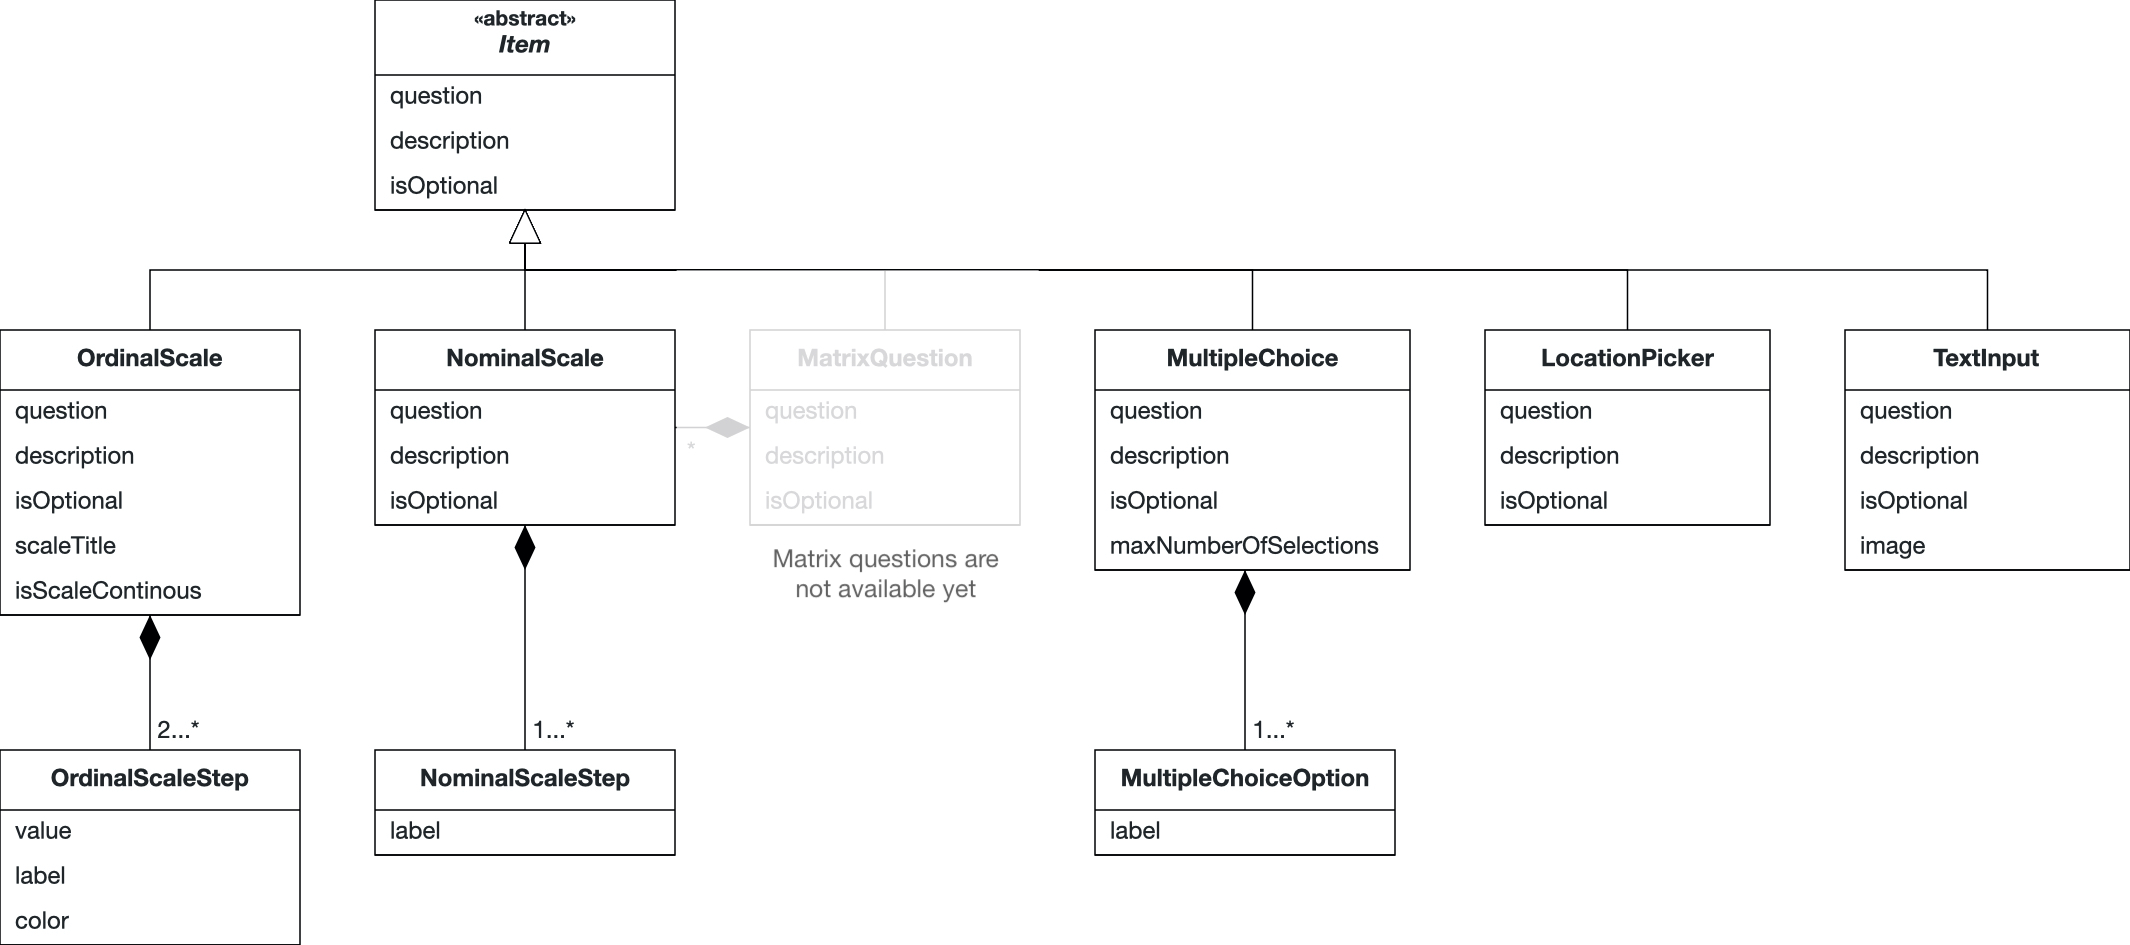 «abstract»
Item
question
description
isOptional
OrdinalScale
question
description
isOptional
scaleTitle
isScaleContinous
NominalScale
question
description
isOptional
*
MatrixQuestion
question
description
isOptional
Matrix questions are
not available yet
MultipleChoice
question
description
isOptional
maxNumberOfSelections
LocationPicker
question
description
isOptional
TextInput
question
description
isOptional
image
2...*
OrdinalScaleStep
value
label
color
1...*
NominalScaleStep
label
1...*
MultipleChoiceOption
label